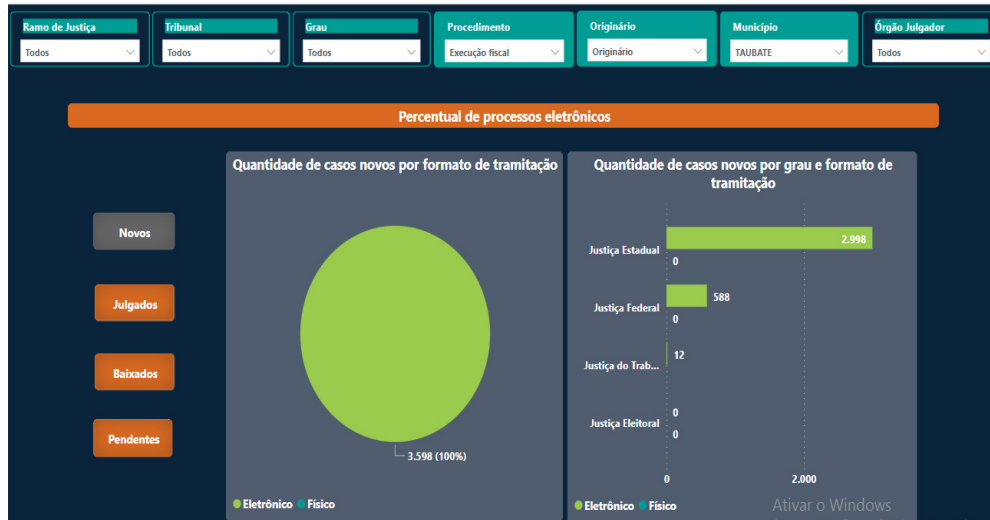 Ramo de Justiça
Todos
Tribunal
Todos
Grau
Todos
Procedimento
Execução fiscal
Originário
Originário
Município
TAUBATE
Órgão Julgador
Todos
Percentual de processos eletrônicos
Novos
Julgados
Baixados
Pendentes
Quantidade de casos novos por formato de tramitação
3.598 (100%)
Eletrônico Físico
Quantidade de casos novos por grau e formato de
tramitação
Justiça Estadual
2.998
0
Justiça Federal
588
0
Justiça do Trab...
12
Justiça Eleitoral
0
0
0 2.000
Eletrônico Físico
Ativar o Windows